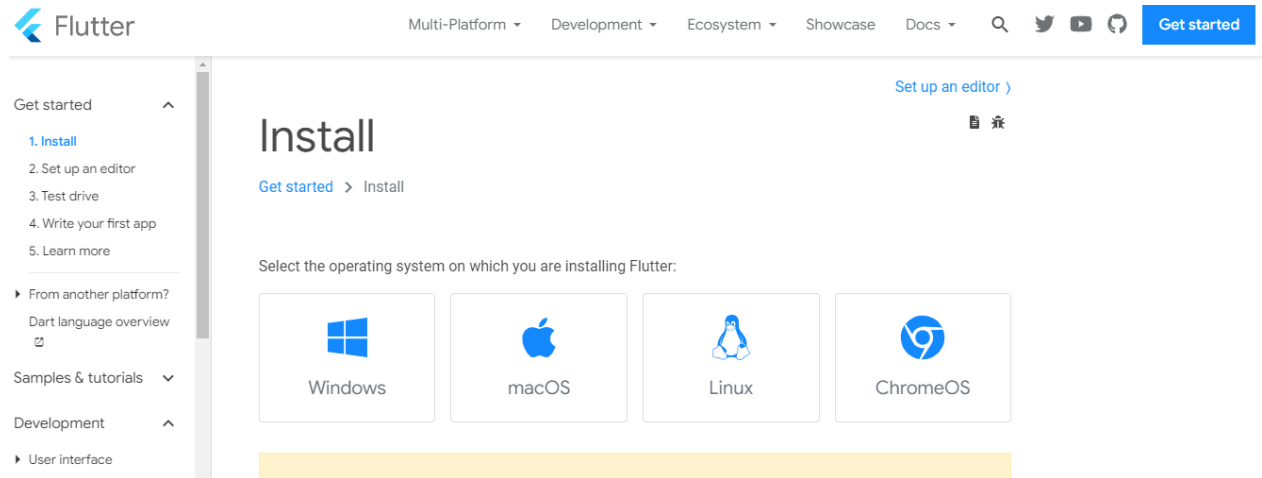 Flutter
Multi-Platform Development Ecosystem Showcase Docs Get started
Get started
1. Install
2. Set up an editor
3. Test drive
4. Write your first app
5. Learn more
From another platform?
Dart language overview
Samples & tutorials
Development
User interface
Set up an editor ⟩
Install
Get started > Install
Select the operating system on which you are installing Flutter:
Windows macOS Linux ChromeOS